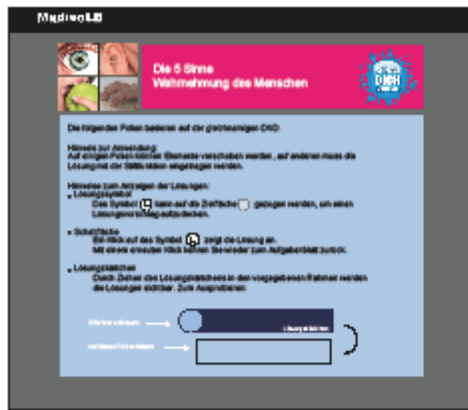 MedienLB
Die 5 Sinne
Wahrnehmung des Menschen
Die folgenden Folien basieren auf der gleichnamigen DVD.
Hinweis zur Anwendung:
Auf einigen Folien können Elemente verschoben werden, auf anderen muss die
Lösung mit der Stiftfunktion eingetragen werden.
Hinweise zum Anzeigen der Lösungen:
Lösungssymbol
Das Symbol kann auf die Zielfläche gezogen werden, um einen
Lösungsvorschlag aufzudecken.
Schaltfläche
Ein Klick auf das Symbol zeigt die Lösung an.
Mit einem erneuten Klick kehren Sie wieder zum Aufgabenblatt zurück.
Lösungskästchen
Durch Ziehen des Lösungskästchens in den vorgegebenen Rahmen werden
die Lösungen sichtbar. Zum Ausprobieren: